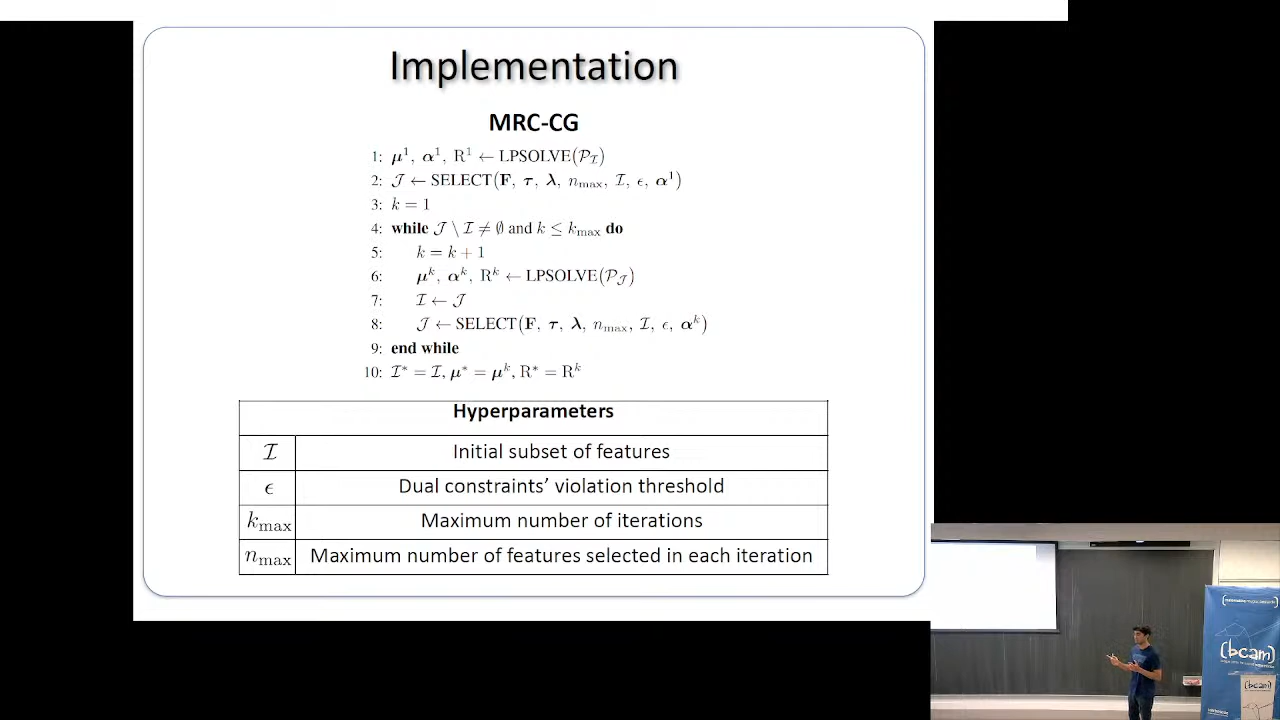 Implementation
MRC-CG
1: μ¹, α¹, R¹ ← LPSOLVE(𝒫_ℐ)
2: 𝒥 ← SELECT(F, τ, λ, n_max, ℐ, ϵ, α¹)
3: k = 1
4: while 𝒥 \ ℐ ≠ ∅ and k ≤ k_max do
5: k = k + 1
6: μᵏ, αᵏ, Rᵏ ← LPSOLVE(𝒫_𝒥)
7: ℐ ← 𝒥
8: 𝒥 ← SELECT(F, τ, λ, n_max, ℐ, ϵ, αᵏ)
9: end while
10: ℐ* = ℐ, μ* = μᵏ, R* = Rᵏ
Hyperparameters
ℐ Initial subset of features
ϵ Dual constraints' violation threshold
k_max Maximum number of iterations
n_max Maximum number of features selected in each iteration
(bcam)
(bcam)